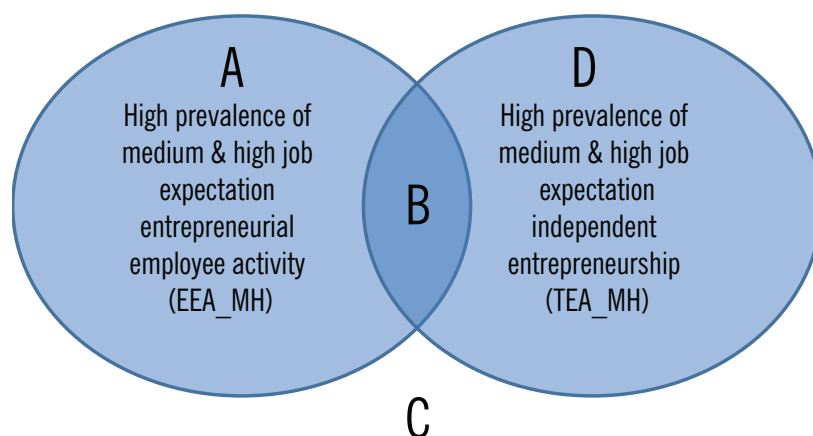 A
High prevalence of
medium & high job
expectation
entrepreneurial
employee activity
(EEA_MH)
B
D
High prevalence of
medium & high job
expectation
independent
entrepreneurship
(TEA_MH)
C